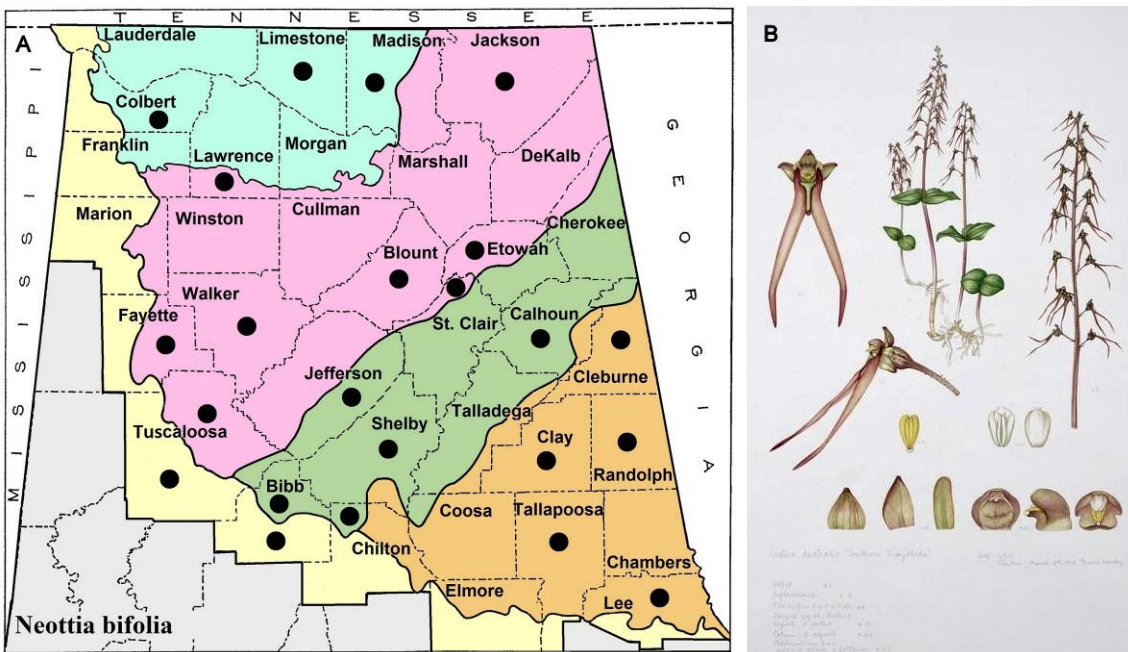 T E N N E S S E E
A
Lauderdale
Limestone
Madison
Jackson
Colbert
Franklin
Lawrence
Morgan
Marshall
DeKalb
Marion
Winston
Cullman
Cherokee
Blount
Etowah
Walker
Fayette
St. Clair
Calhoun
Jefferson
Cleburne
Tuscaloosa
Shelby
Talladega
Clay
Randolph
Bibb
Coosa
Tallapoosa
Chilton
Chambers
Elmore
Lee
MISSISSIPPI
GEORGIA
Neottia bifolia
B
Listera australis "Southern Twayblade"